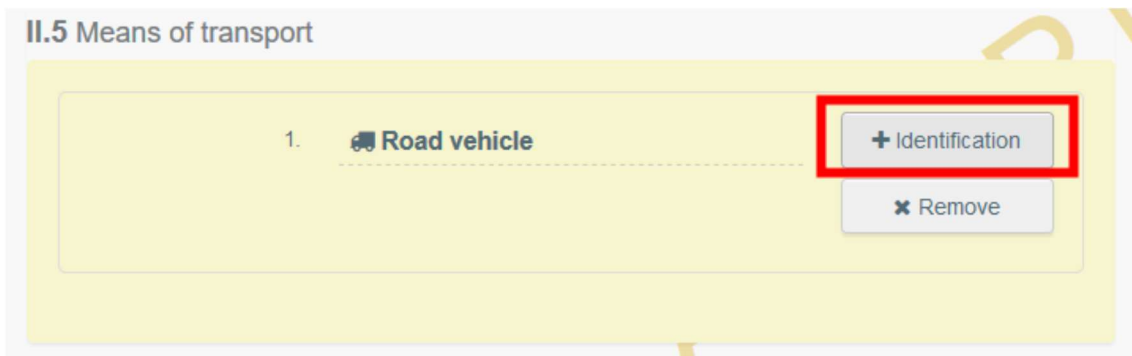 II.5 Means of transport
1. Road vehicle
Identification
Remove